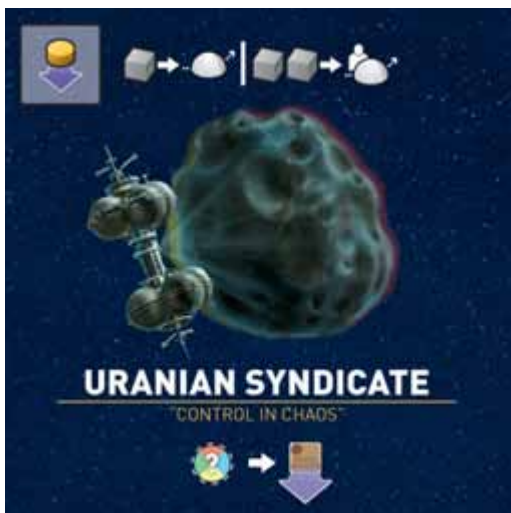 URANIAN SYNDICATE
"CONTROL IN CHAOS"
?